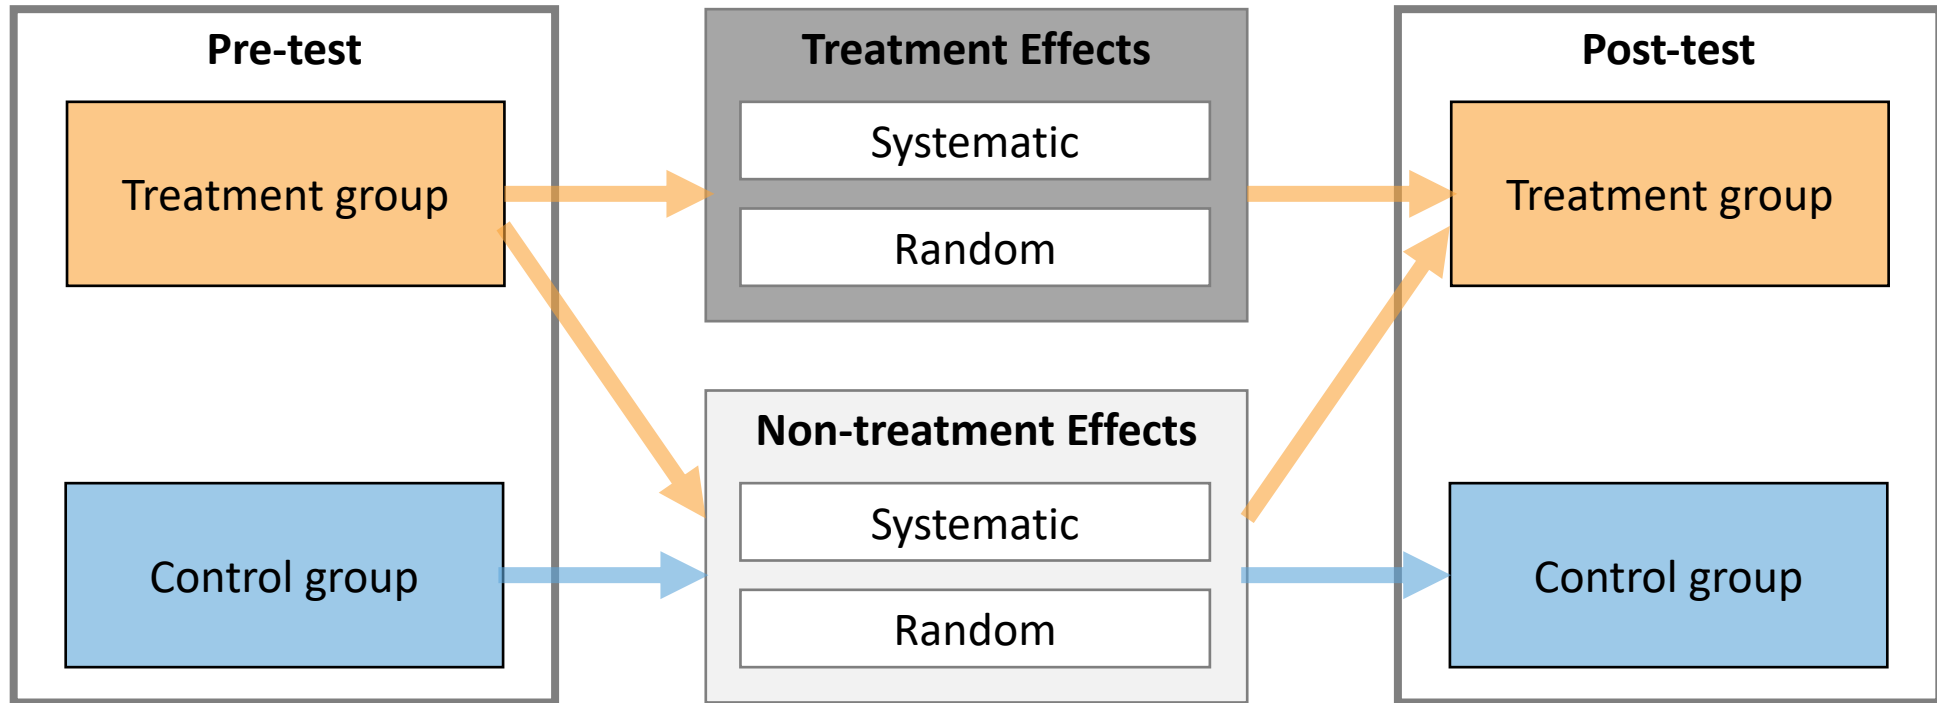 Pre-test
Treatment group
Control group
Treatment Effects
Systematic
Random
Non-treatment Effects
Systematic
Random
Post-test
Treatment group
Control group